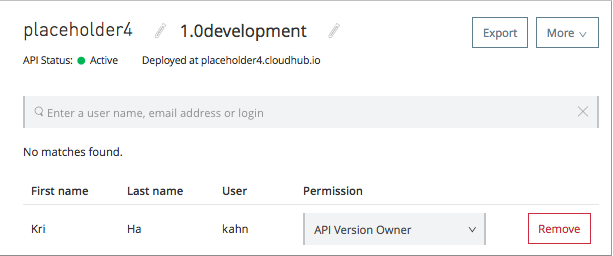 placeholder4 1.0development Export More
API Status: Active Deployed at placeholder4.cloudhub.io
Enter a user name, email address or login
No matches found.
First name Last name User Permission
Kri Ha kahn API Version Owner Remove